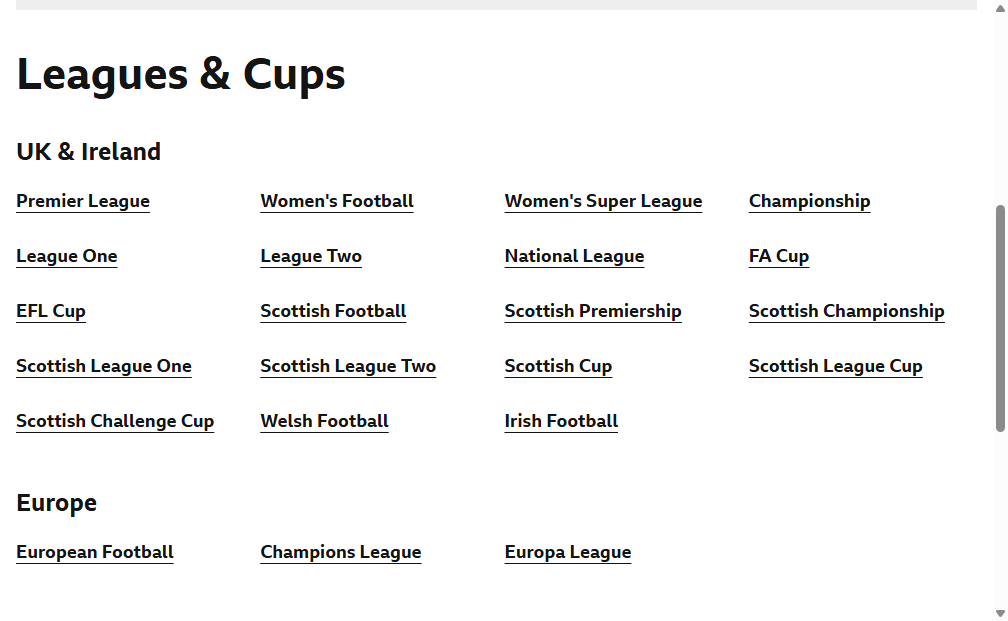 Leagues & Cups
UK & Ireland
Premier League Women's Football Women's Super League Championship
League One League Two National League FA Cup
EFL Cup Scottish Football Scottish Premiership Scottish Championship
Scottish League One Scottish League Two Scottish Cup Scottish League Cup
Scottish Challenge Cup Welsh Football Irish Football
Europe
European Football Champions League Europa League